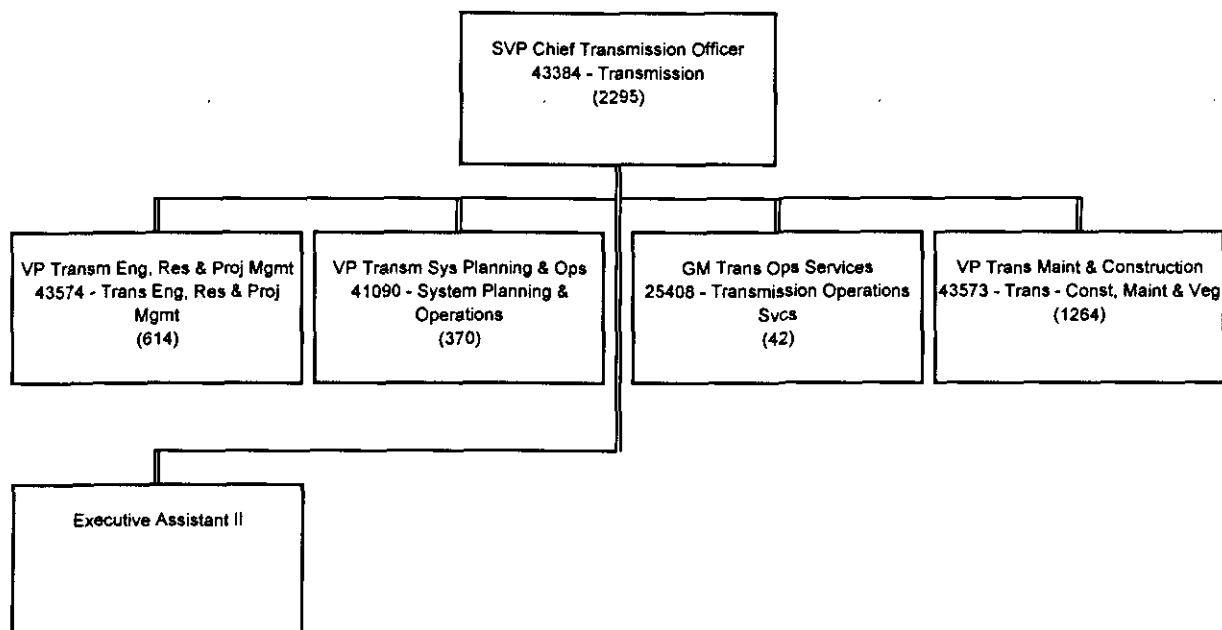 SVP Chief Transmission Officer
43384 - Transmission
(2295)
VP Transm Eng, Res & Proj Mgmt
43574 - Trans Eng, Res & Proj
Mgmt
(614)
VP Transm Sys Planning & Ops
41090 - System Planning &
Operations
(370)
GM Trans Ops Services
25408 - Transmission Operations
Svcs
(42)
VP Trans Maint & Construction
43573 - Trans - Const, Maint & Veg
(1264)
Executive Assistant II